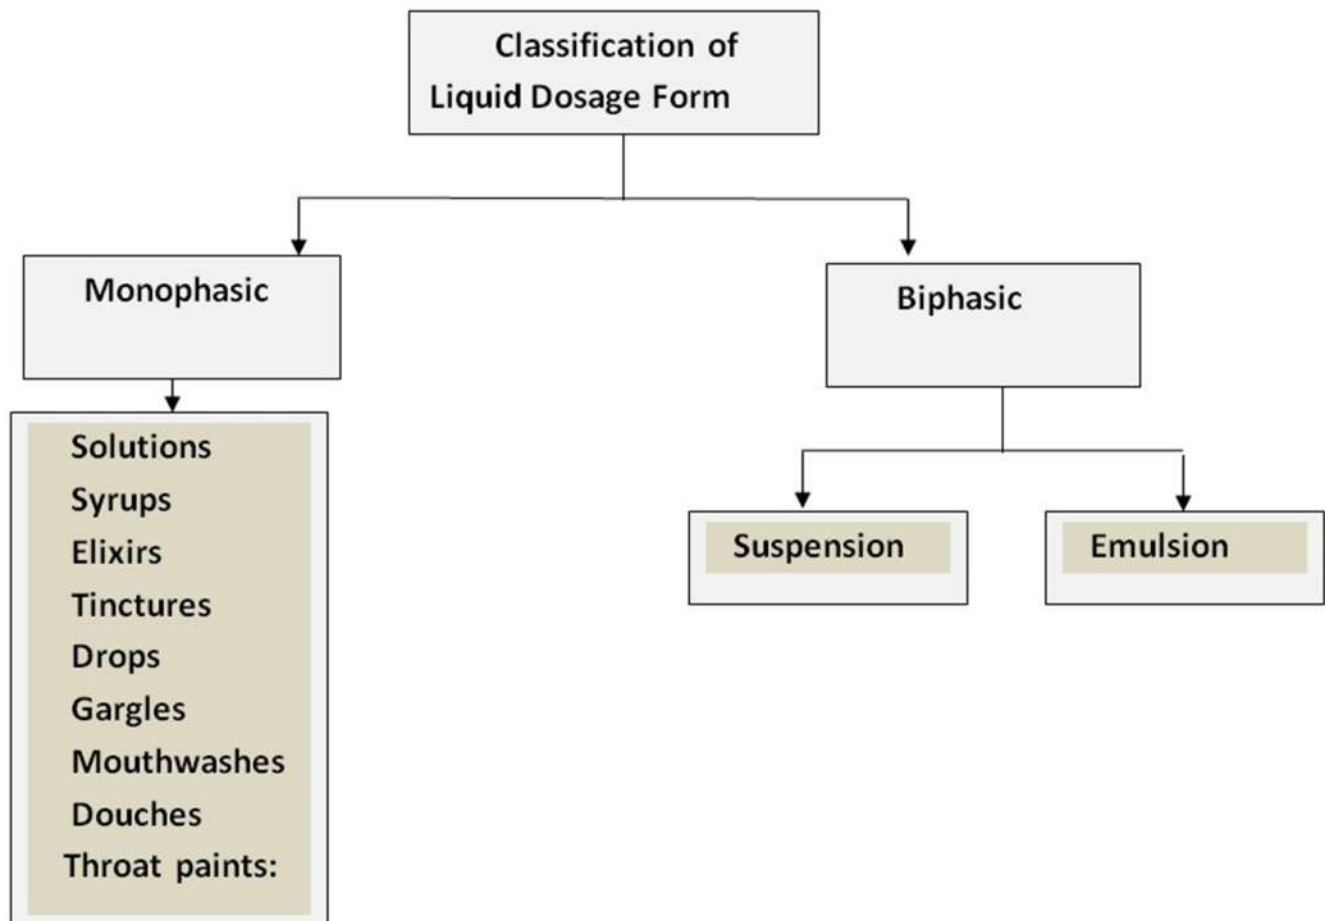 Classification of
Liquid Dosage Form
Monophasic
Biphasic
Solutions
Syrups
Elixirs
Tinctures
Drops
Gargles
Mouthwashes
Douches
Throat paints:
Suspension
Emulsion